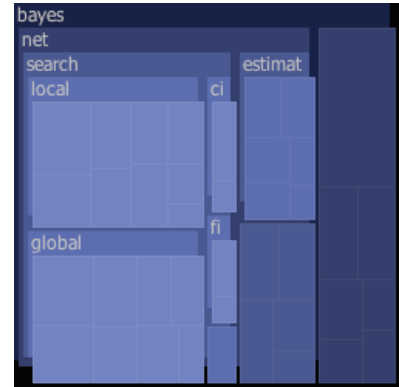 bayes
net
search
estimat
local
ci
global
fi